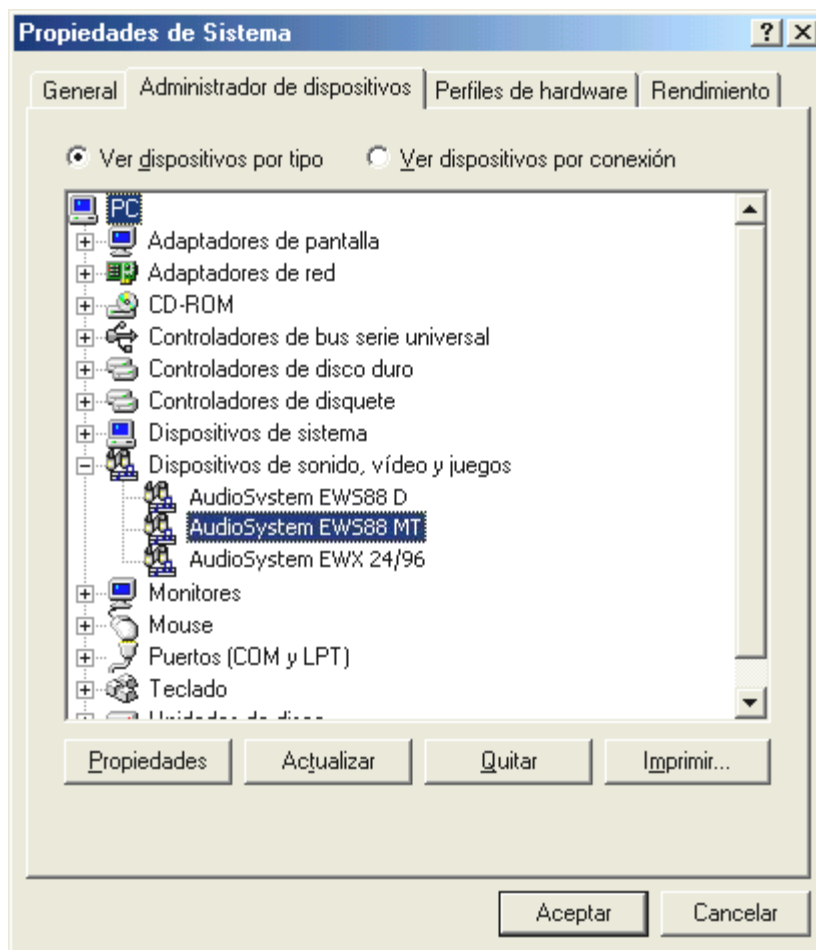 Propiedades de Sistema
General Administrador de dispositivos Perfiles de hardware Rendimiento
Ver dispositivos por tipo Ver dispositivos por conexión
PC
Adaptadores de pantalla
Adaptadores de red
CD-ROM
Controladores de bus serie universal
Controladores de disco duro
Controladores de disquete
Dispositivos de sistema
Dispositivos de sonido, vídeo y juegos
AudioSystem EWS88 D
AudioSystem EWS88 MT
AudioSystem EWX 24/96
Monitores
Mouse
Puertos (COM y LPT)
Teclado
Unidades de disco
Propiedades Actualizar Quitar Imprimir...
Aceptar Cancelar